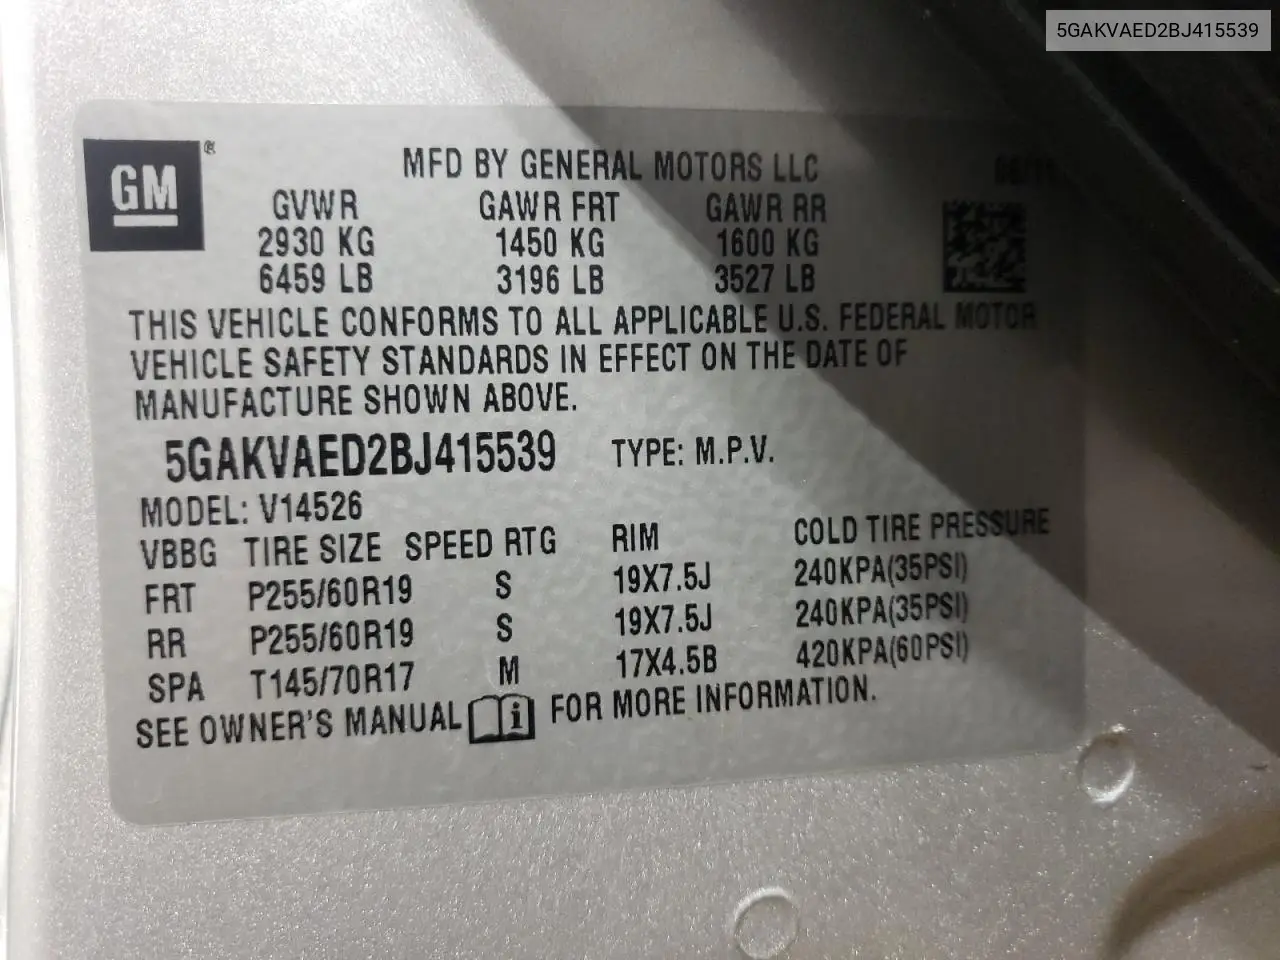 5GAKVAED2BJ415539
GM®
MFD BY GENERAL MOTORS LLC
GVWR GAWR FRT GAWR RR
2930 KG 1450 KG 1600 KG
6459 LB 3196 LB 3527 LB
THIS VEHICLE CONFORMS TO ALL APPLICABLE U.S. FEDERAL MOTOR
VEHICLE SAFETY STANDARDS IN EFFECT ON THE DATE OF
MANUFACTURE SHOWN ABOVE.
5GAKVAED2BJ415539 TYPE: M.P.V.
MODEL: V14526
VBBG TIRE SIZE SPEED RTG RIM COLD TIRE PRESSURE
FRT P255/60R19 S 19X7.5J 240KPA(35PSI)
RR P255/60R19 S 19X7.5J 240KPA(35PSI)
SPA T145/70R17 M 17X4.5B 420KPA(60PSI)
SEE OWNER'S MANUAL i FOR MORE INFORMATION.